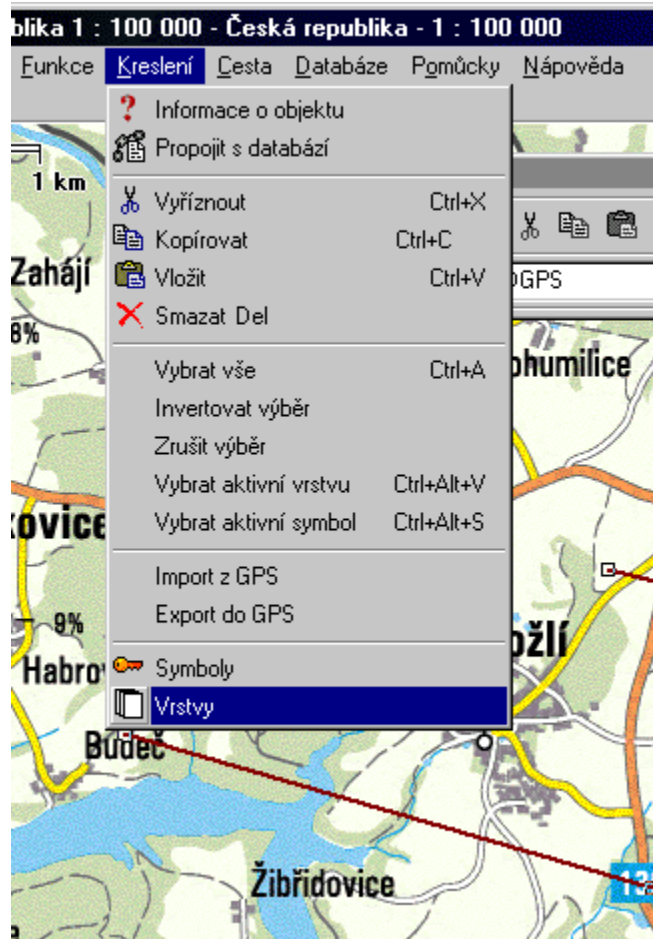 blika 1 : 100 000 - Česká republika - 1 : 100 000
Funkce Kreslení Cesta Databáze Pomůcky Nápověda
Informace o objektu
Propojit s databází
1 km
Vyříznout Ctrl+X
Kopírovat Ctrl+C
Zahájí
Vložit Ctrl+V
GPS
Smazat Del
8%
Vybrat vše Ctrl+A
ohumilice
Invertovat výběr
Zrušit výběr
Vybrat aktivní vrstvu Ctrl+Alt+V
Vybrat aktivní symbol Ctrl+Alt+S
kovice
Import z GPS
Export do GPS
9%
ožlí
Habro
Symboly
Vrstvy
Budeč
Žibřidovice
13